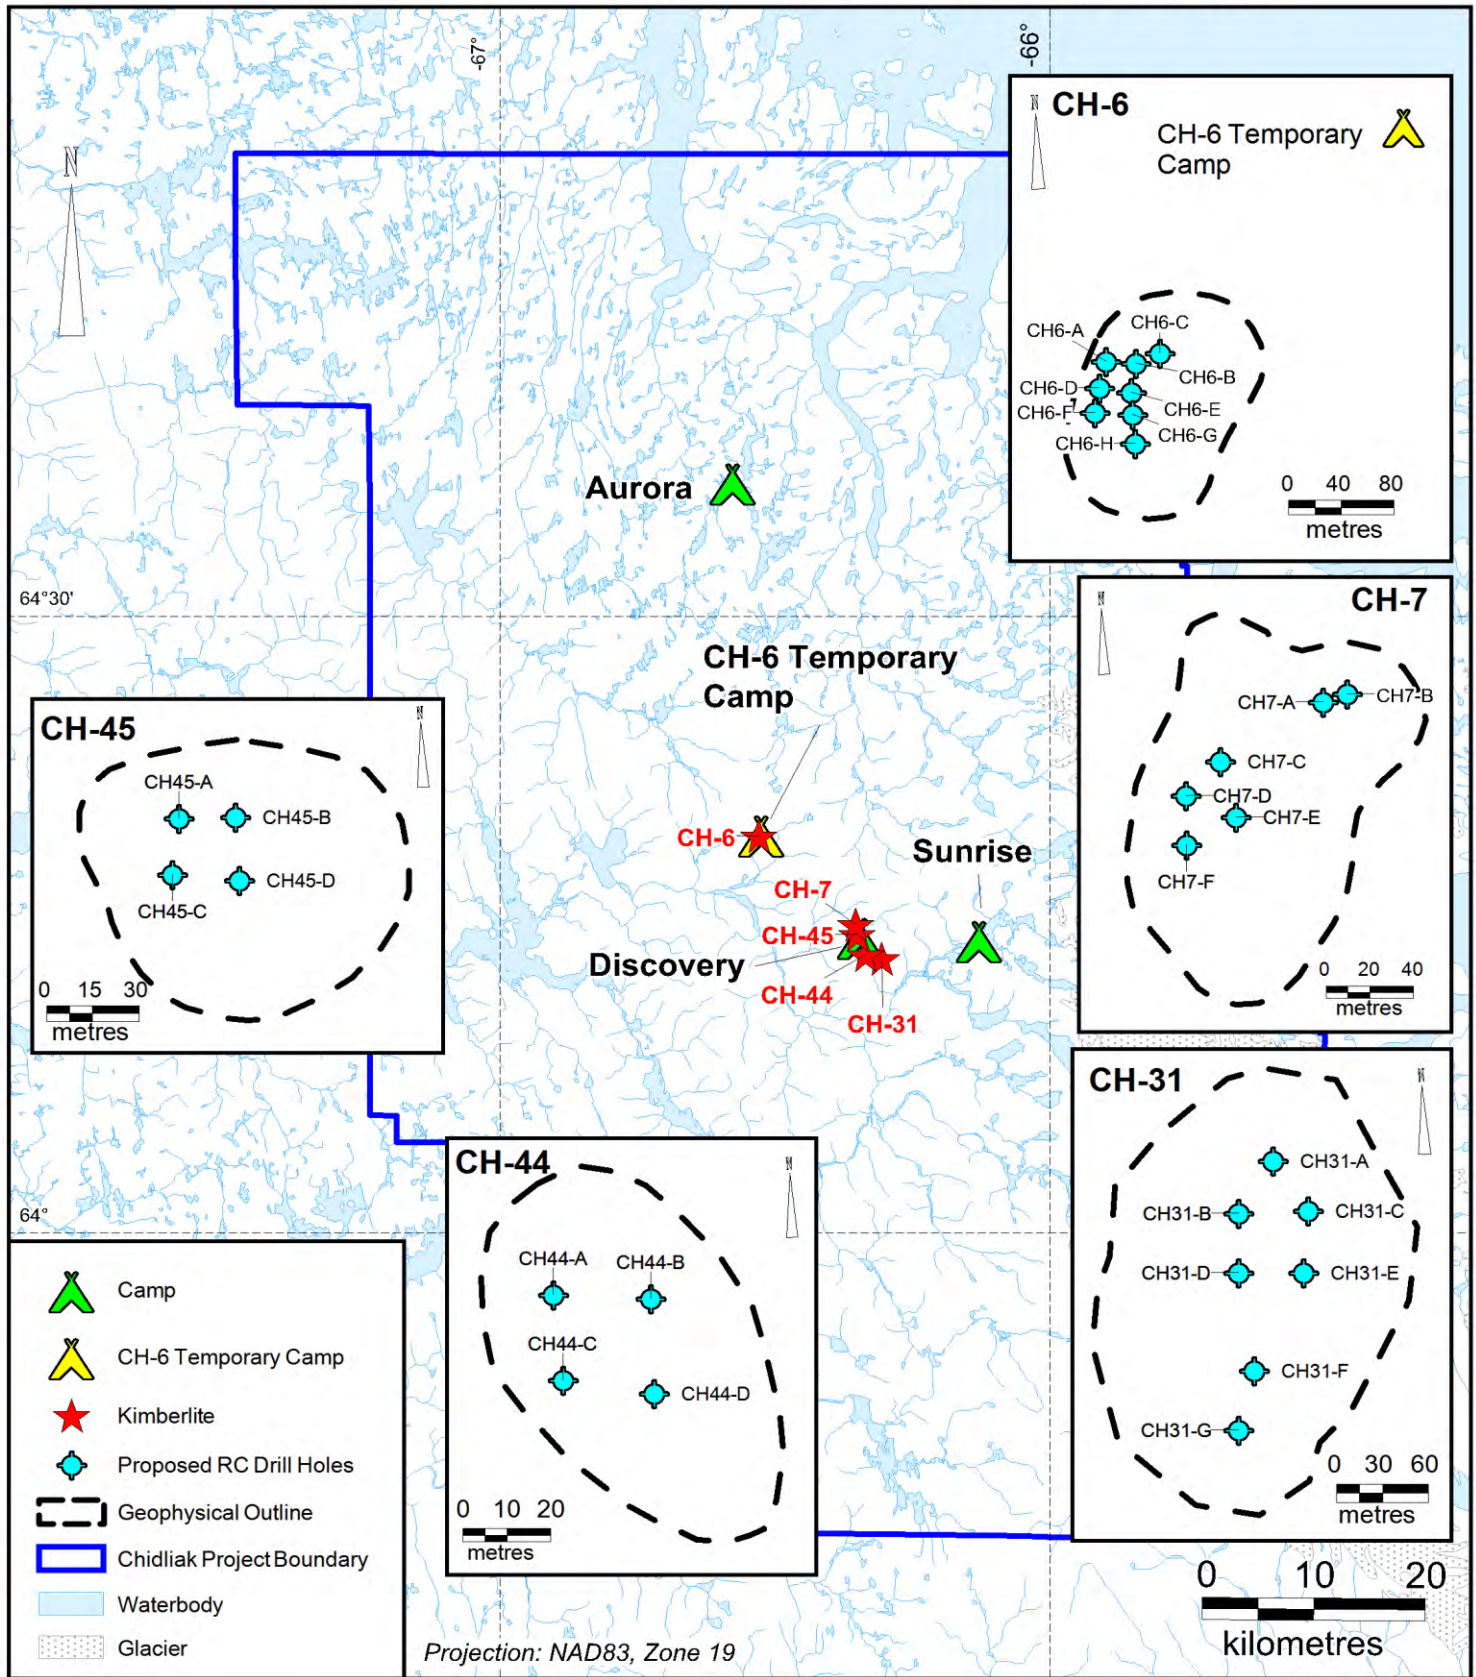 -67°
-66°
N
N
CH-6
CH-6 Temporary
Camp
CH6-A
CH6-C
CH6-B
CH6-D
CH6-E
CH6-F
CH6-G
CH6-H
0 40 80
metres
Aurora
64°30'
N
CH-7
CH7-A
CH7-B
CH7-C
CH7-D
CH7-E
CH7-F
0 20 40
metres
CH-6 Temporary
Camp
CH-45
N
CH45-A
CH45-B
CH45-C
CH45-D
0 15 30
metres
CH-6
Sunrise
CH-7
CH-45
Discovery
CH-44
CH-31
CH-31
N
CH31-A
CH31-B
CH31-C
CH31-D
CH31-E
CH31-F
CH31-G
0 30 60
metres
CH-44
N
CH44-A
CH44-B
CH44-C
CH44-D
0 10 20
metres
64°
Camp
CH-6 Temporary Camp
Kimberlite
Proposed RC Drill Holes
Geophysical Outline
Chidliak Project Boundary
Waterbody
Glacier
Projection: NAD83, Zone 19
0 10 20
kilometres